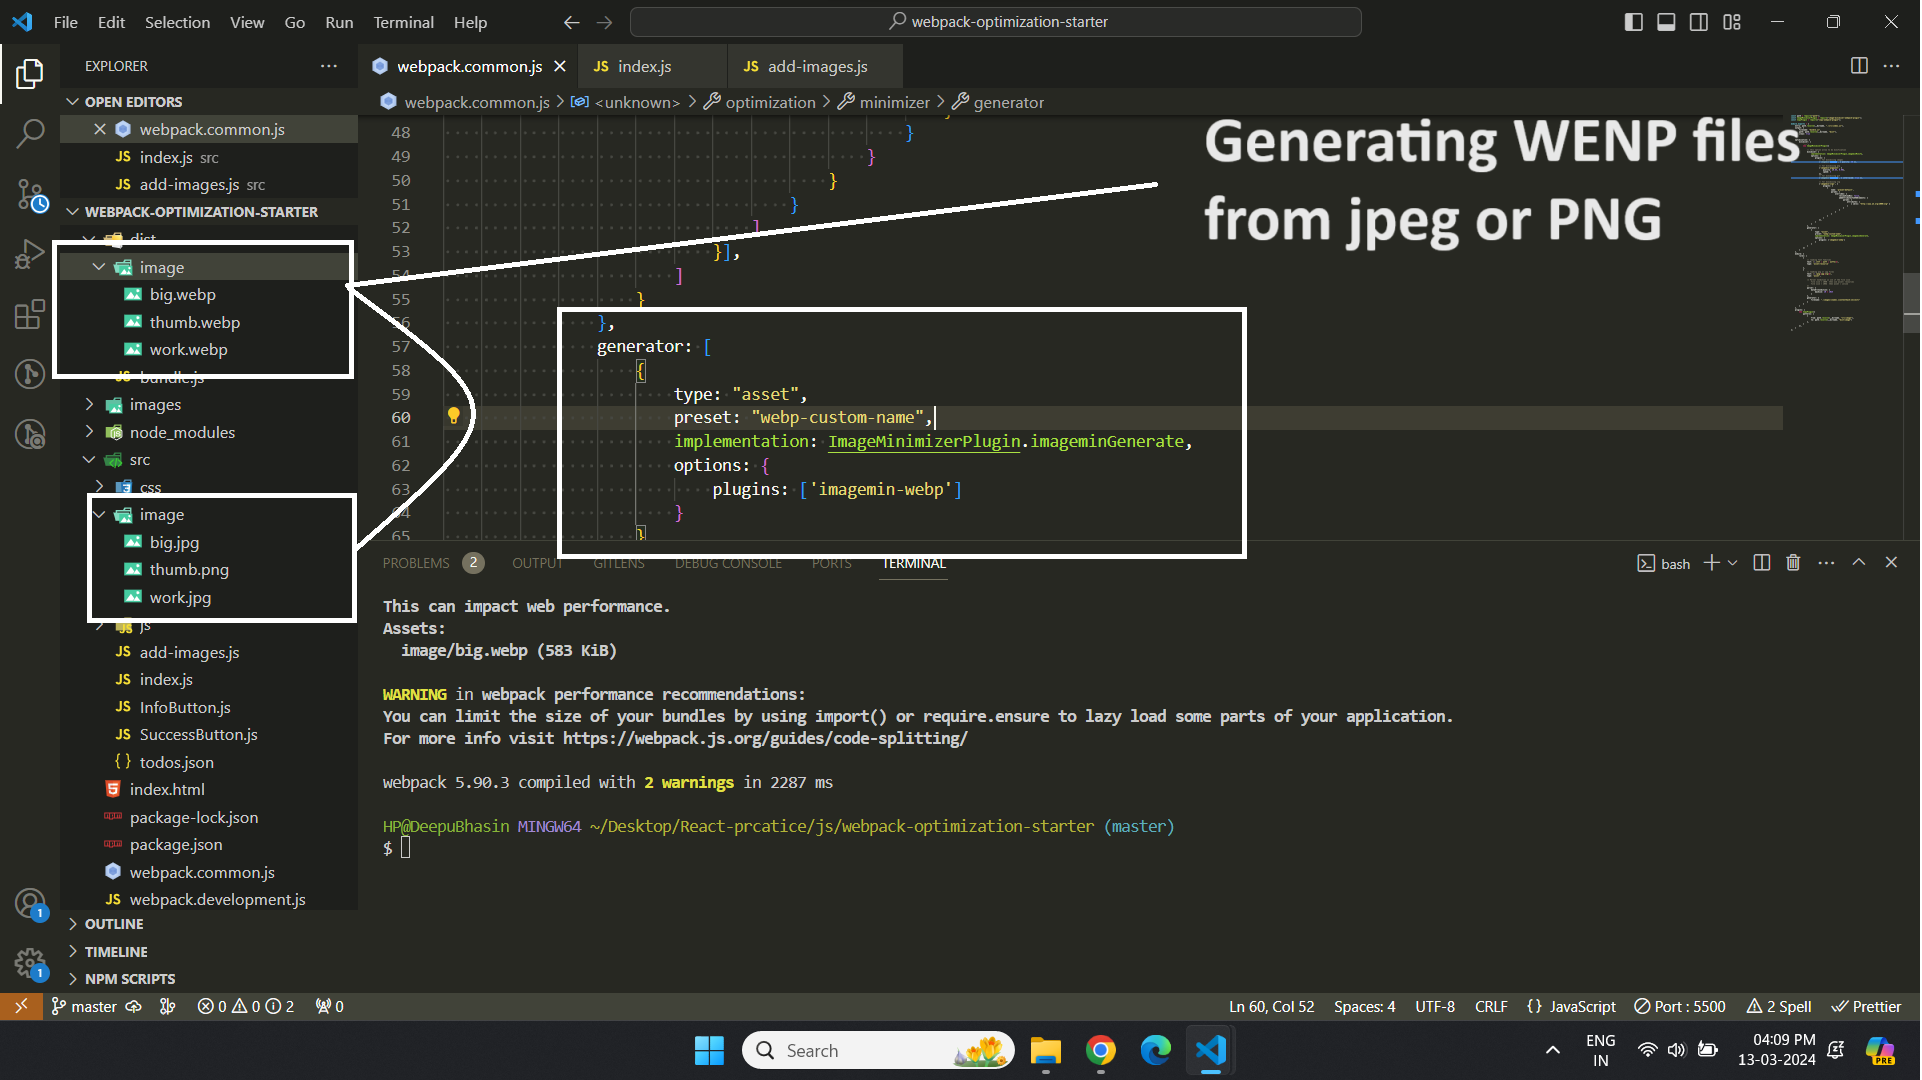 File Edit Selection View Go Run Terminal Help
webpack-optimization-starter
EXPLORER
OPEN EDITORS
webpack.common.js
index.js src
add-images.js src
WEBPACK-OPTIMIZATION-STARTER
dist
image
big.webp
thumb.webp
work.webp
bundle.js
images
node_modules
src
css
image
big.jpg
thumb.png
work.jpg
js
add-images.js
index.js
InfoButton.js
SuccessButton.js
todos.json
index.html
package-lock.json
package.json
webpack.common.js
webpack.development.js
OUTLINE
TIMELINE
NPM SCRIPTS
webpack.common.js
index.js
add-images.js
webpack.common.js > <unknown> > optimization > minimizer > generator
Generating WENP files
from jpeg or PNG
48 }
49 }
50 }
51 }
52 ]
53 }],
54 ]
55 }
56 },
57 generator: [
58 {
59 type: "asset",
60 preset: "webp-custom-name",
61 implementation: ImageMinimizerPlugin.imageminGenerate,
62 options: {
63 plugins: ['imagemin-webp']
64 }
65 }
PROBLEMS 2 OUTPUT GITLENS DEBUG CONSOLE PORTS TERMINAL
bash
This can impact web performance.
Assets:
image/big.webp (583 KiB)
WARNING in webpack performance recommendations:
You can limit the size of your bundles by using import() or require.ensure to lazy load some parts of your application.
For more info visit https://webpack.js.org/guides/code-splitting/
webpack 5.90.3 compiled with 2 warnings in 2287 ms
HP@DeepuBhasin MINGW64 ~/Desktop/React-prcatice/js/webpack-optimization-starter (master)
$
1
1
master 0 0 2 0
Ln 60, Col 52 Spaces: 4 UTF-8 CRLF {} JavaScript Port : 5500 2 Spell Prettier
Search
ENG
IN
04:09 PM
13-03-2024
PRE